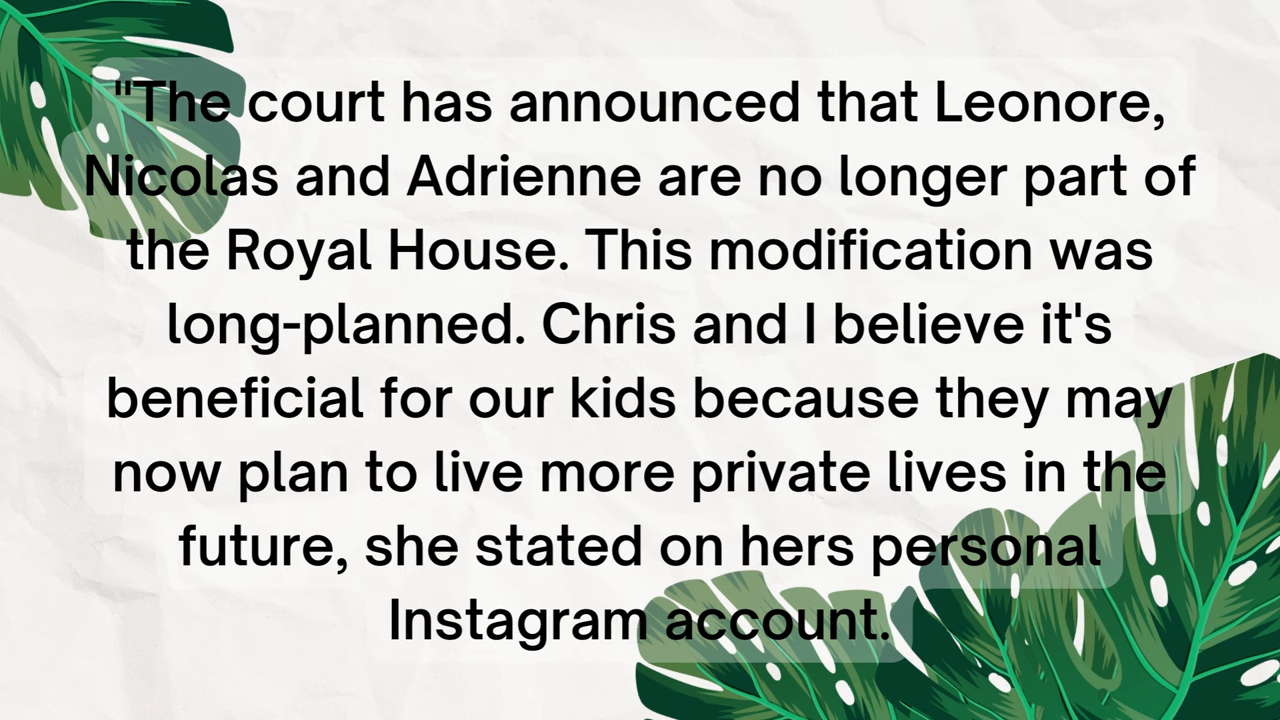 "The court has announced that Leonore,
Nicolas and Adrienne are no longer part of
the Royal House. This modification was
long-planned. Chris and I believe it's
beneficial for our kids because they may
now plan to live more private lives in the
future, she stated on hers personal
Instagram account.